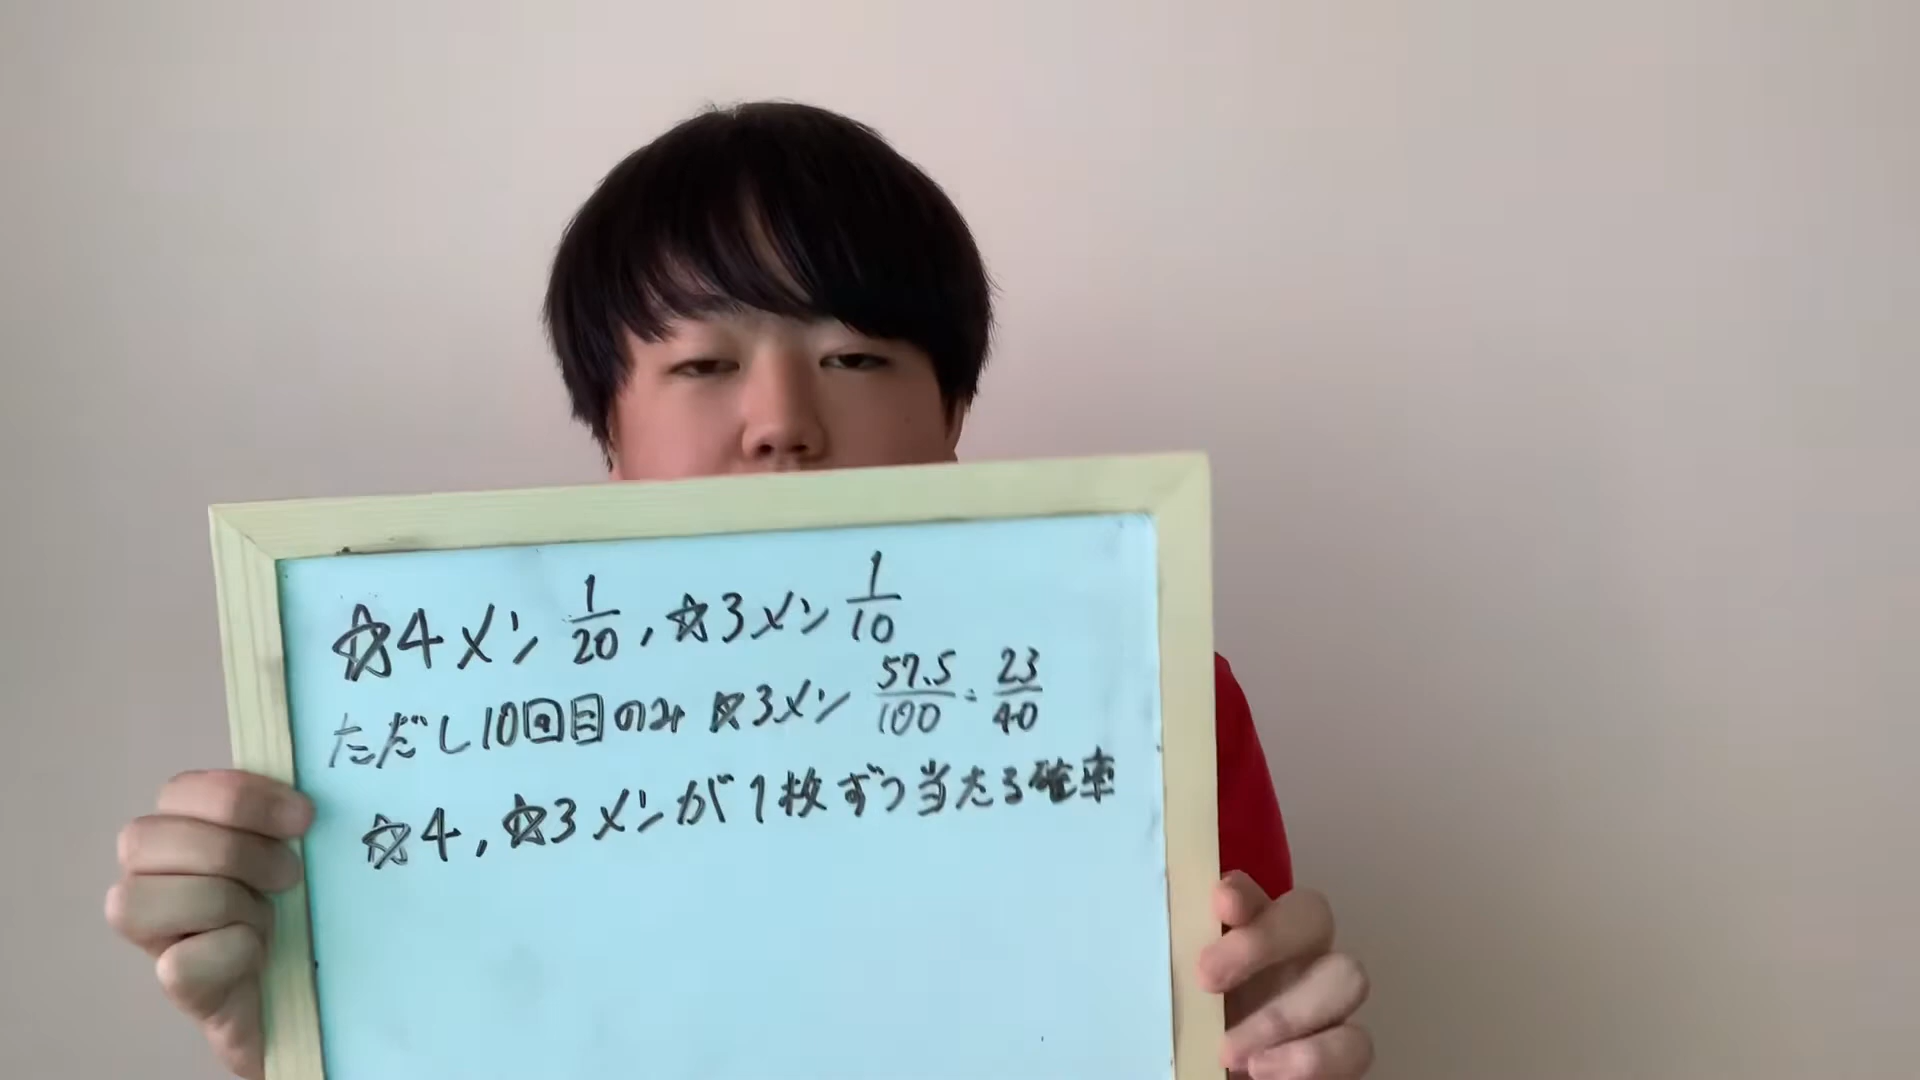 ☆4メン 1/20, ☆3メン 1/10
ただし10回目のみ ☆3メン 57.5/100 = 23/40
☆4, ☆3メンが1枚ずつ当たる確率